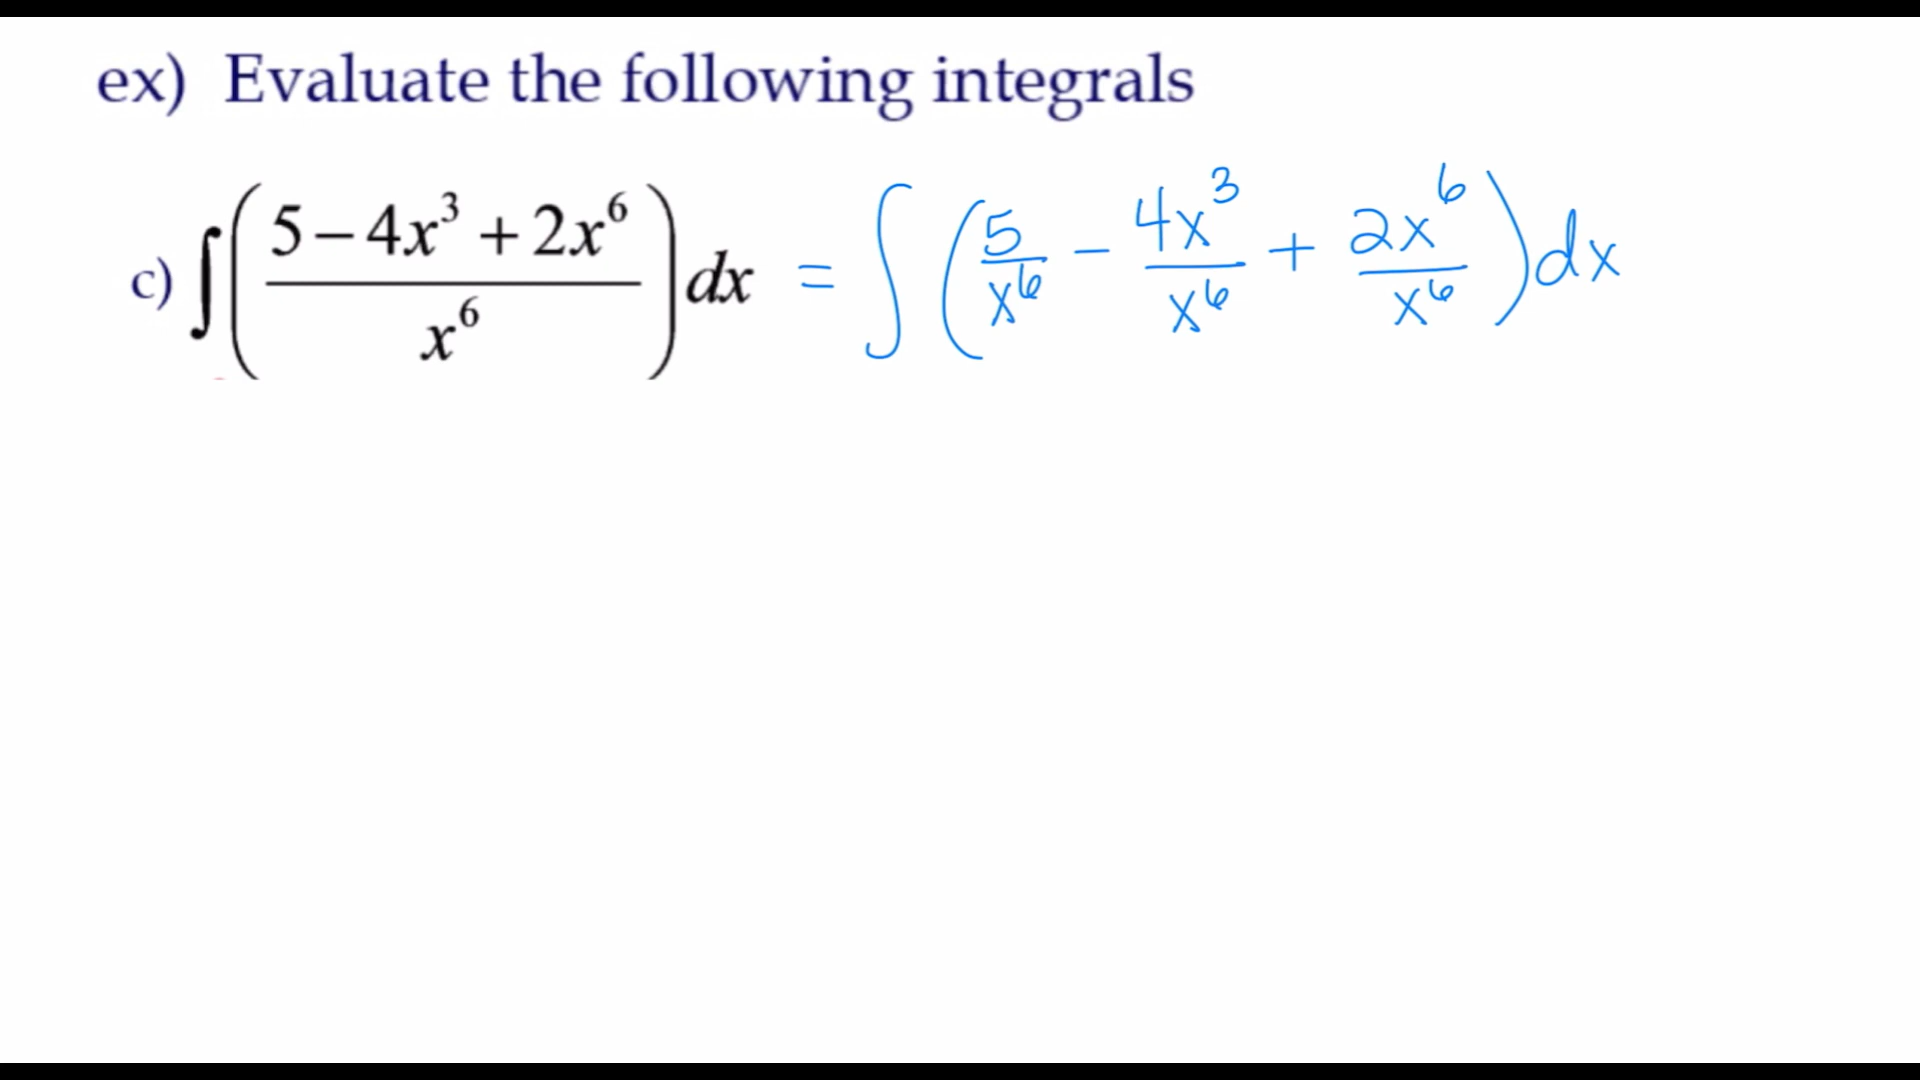 ex) Evaluate the following integrals
c) ∫((5 − 4x³ + 2x⁶)/x⁶)dx = ∫(5/x⁶ − 4x³/x⁶ + 2x⁶/x⁶)dx